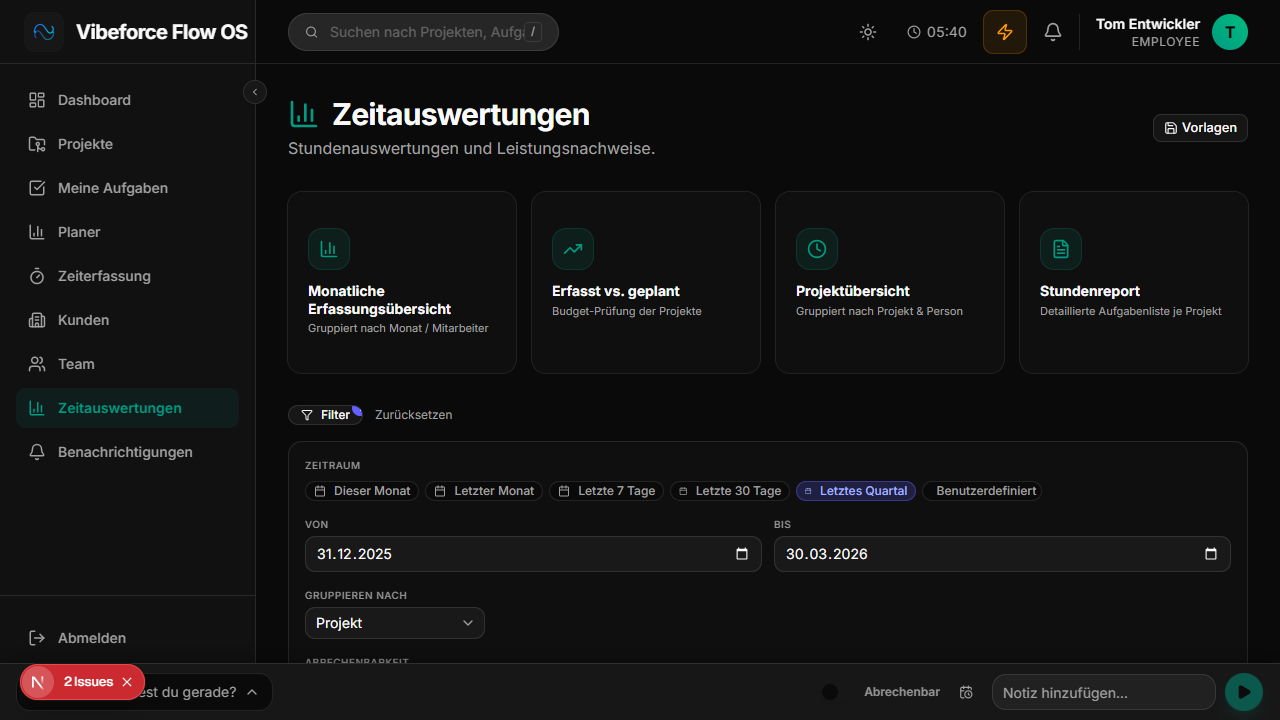 Vibeforce Flow OS
Suchen nach Projekten, Aufga
/
05:40
Tom Entwickler
EMPLOYEE
T
Dashboard
Projekte
Meine Aufgaben
Planer
Zeiterfassung
Kunden
Team
Zeitauswertungen
Benachrichtigungen
Abmelden
Zeitauswertungen
Stundenauswertungen und Leistungsnachweise.
Vorlagen
Monatliche
Erfassungsübersicht
Gruppiert nach Monat / Mitarbeiter
Erfasst vs. geplant
Budget-Prüfung der Projekte
Projektübersicht
Gruppiert nach Projekt & Person
Stundenreport
Detaillierte Aufgabenliste je Projekt
Filter
Zurücksetzen
ZEITRAUM
Dieser Monat
Letzter Monat
Letzte 7 Tage
Letzte 30 Tage
Letztes Quartal
Benutzerdefiniert
VON
BIS
31.12.2025
30.03.2026
GRUPPIEREN NACH
Projekt
ABRECHENBARKEIT
N
2 Issues
est du gerade?
Abrechenbar
Notiz hinzufügen...